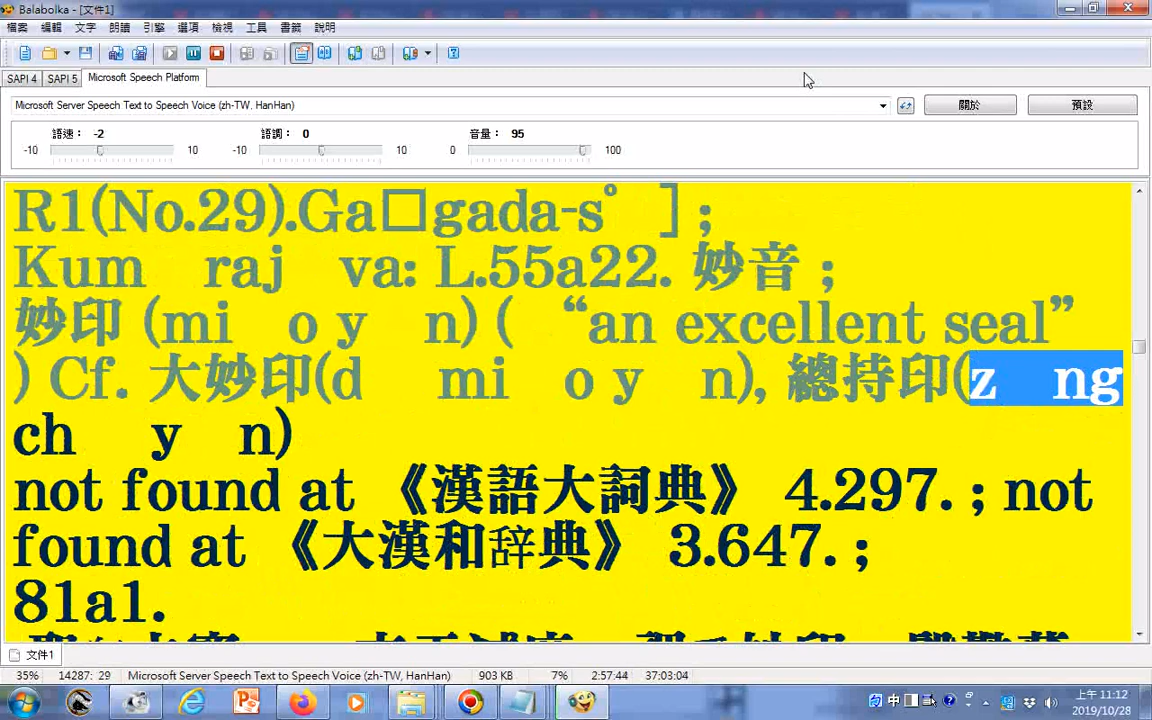 Balabolka - [文件1]
檔案 編輯 文字 朗讀 引擎 選項 檢視 工具 書籤 說明
SAPI 4 SAPI 5 Microsoft Speech Platform
Microsoft Server Speech Text to Speech Voice (zh-TW, HanHan) 關於 預設
語速： -2 語調： 0 音量： 95
-10 10 -10 10 0 100
R1(No.29).Ga□gada-s° ] ;
Kum raj va: L.55a22. 妙音 ;
妙印 (mi o y n) ( “an excellent seal”
) Cf. 大妙印(d mi o y n), 總持印(z ng
ch y n)
not found at 《漢語大詞典》 4.297. ; not
found at 《大漢和辞典》 3.647. ;
81a1.
文件1
35% 14287: 29 Microsoft Server Speech Text to Speech Voice (zh-TW, HanHan) 903 KB 7% 2:57:44 37:03:04
中 上午 11:12
2019/10/28